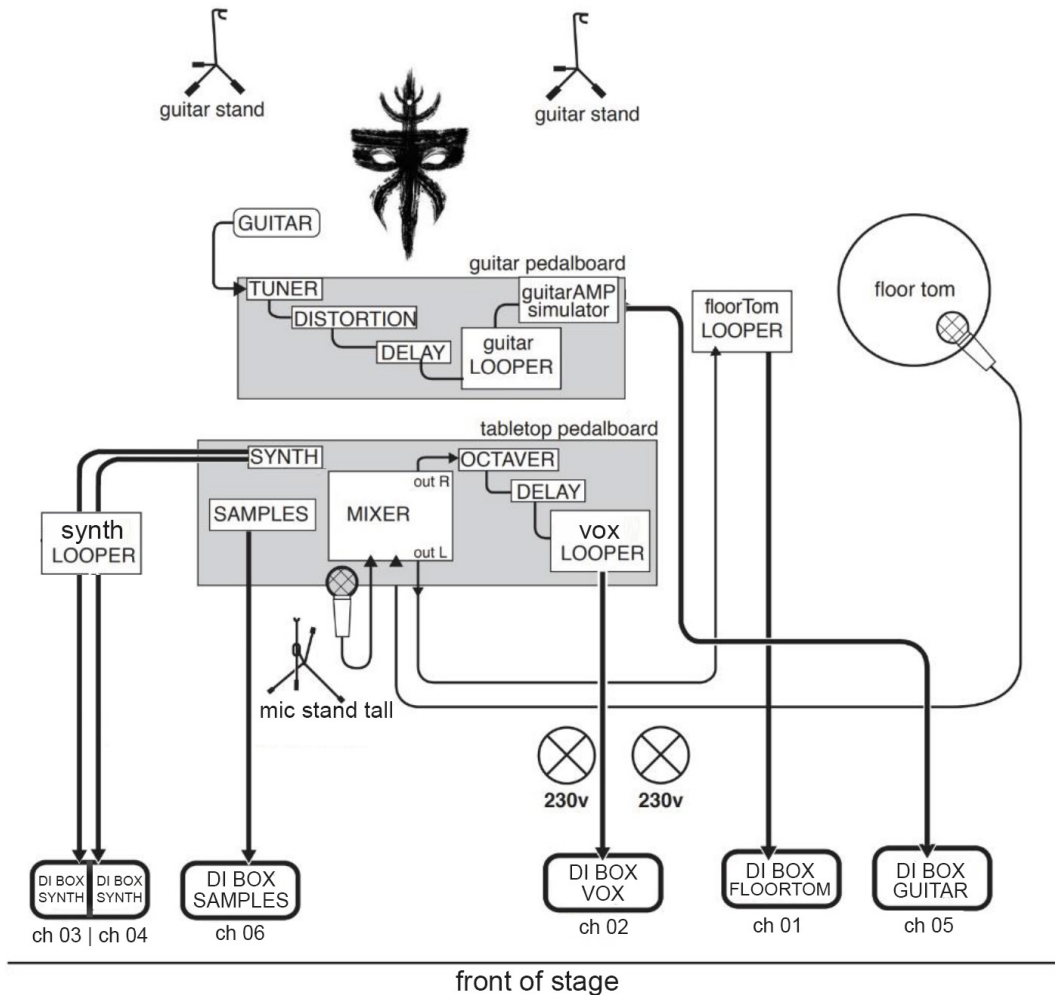 guitar stand
guitar stand
GUITAR
guitar pedalboard
TUNER
DISTORTION
DELAY
guitar
LOOPER
guitarAMP
simulator
floorTom
LOOPER
floor tom
tabletop pedalboard
SYNTH
SAMPLES
MIXER
out R
out L
OCTAVER
DELAY
vox
LOOPER
synth
LOOPER
mic stand tall
230v
230v
DI BOX
SYNTH
DI BOX
SYNTH
ch 03 | ch 04
DI BOX
SAMPLES
ch 06
DI BOX
VOX
ch 02
DI BOX
FLOORTOM
ch 01
DI BOX
GUITAR
ch 05
front of stage